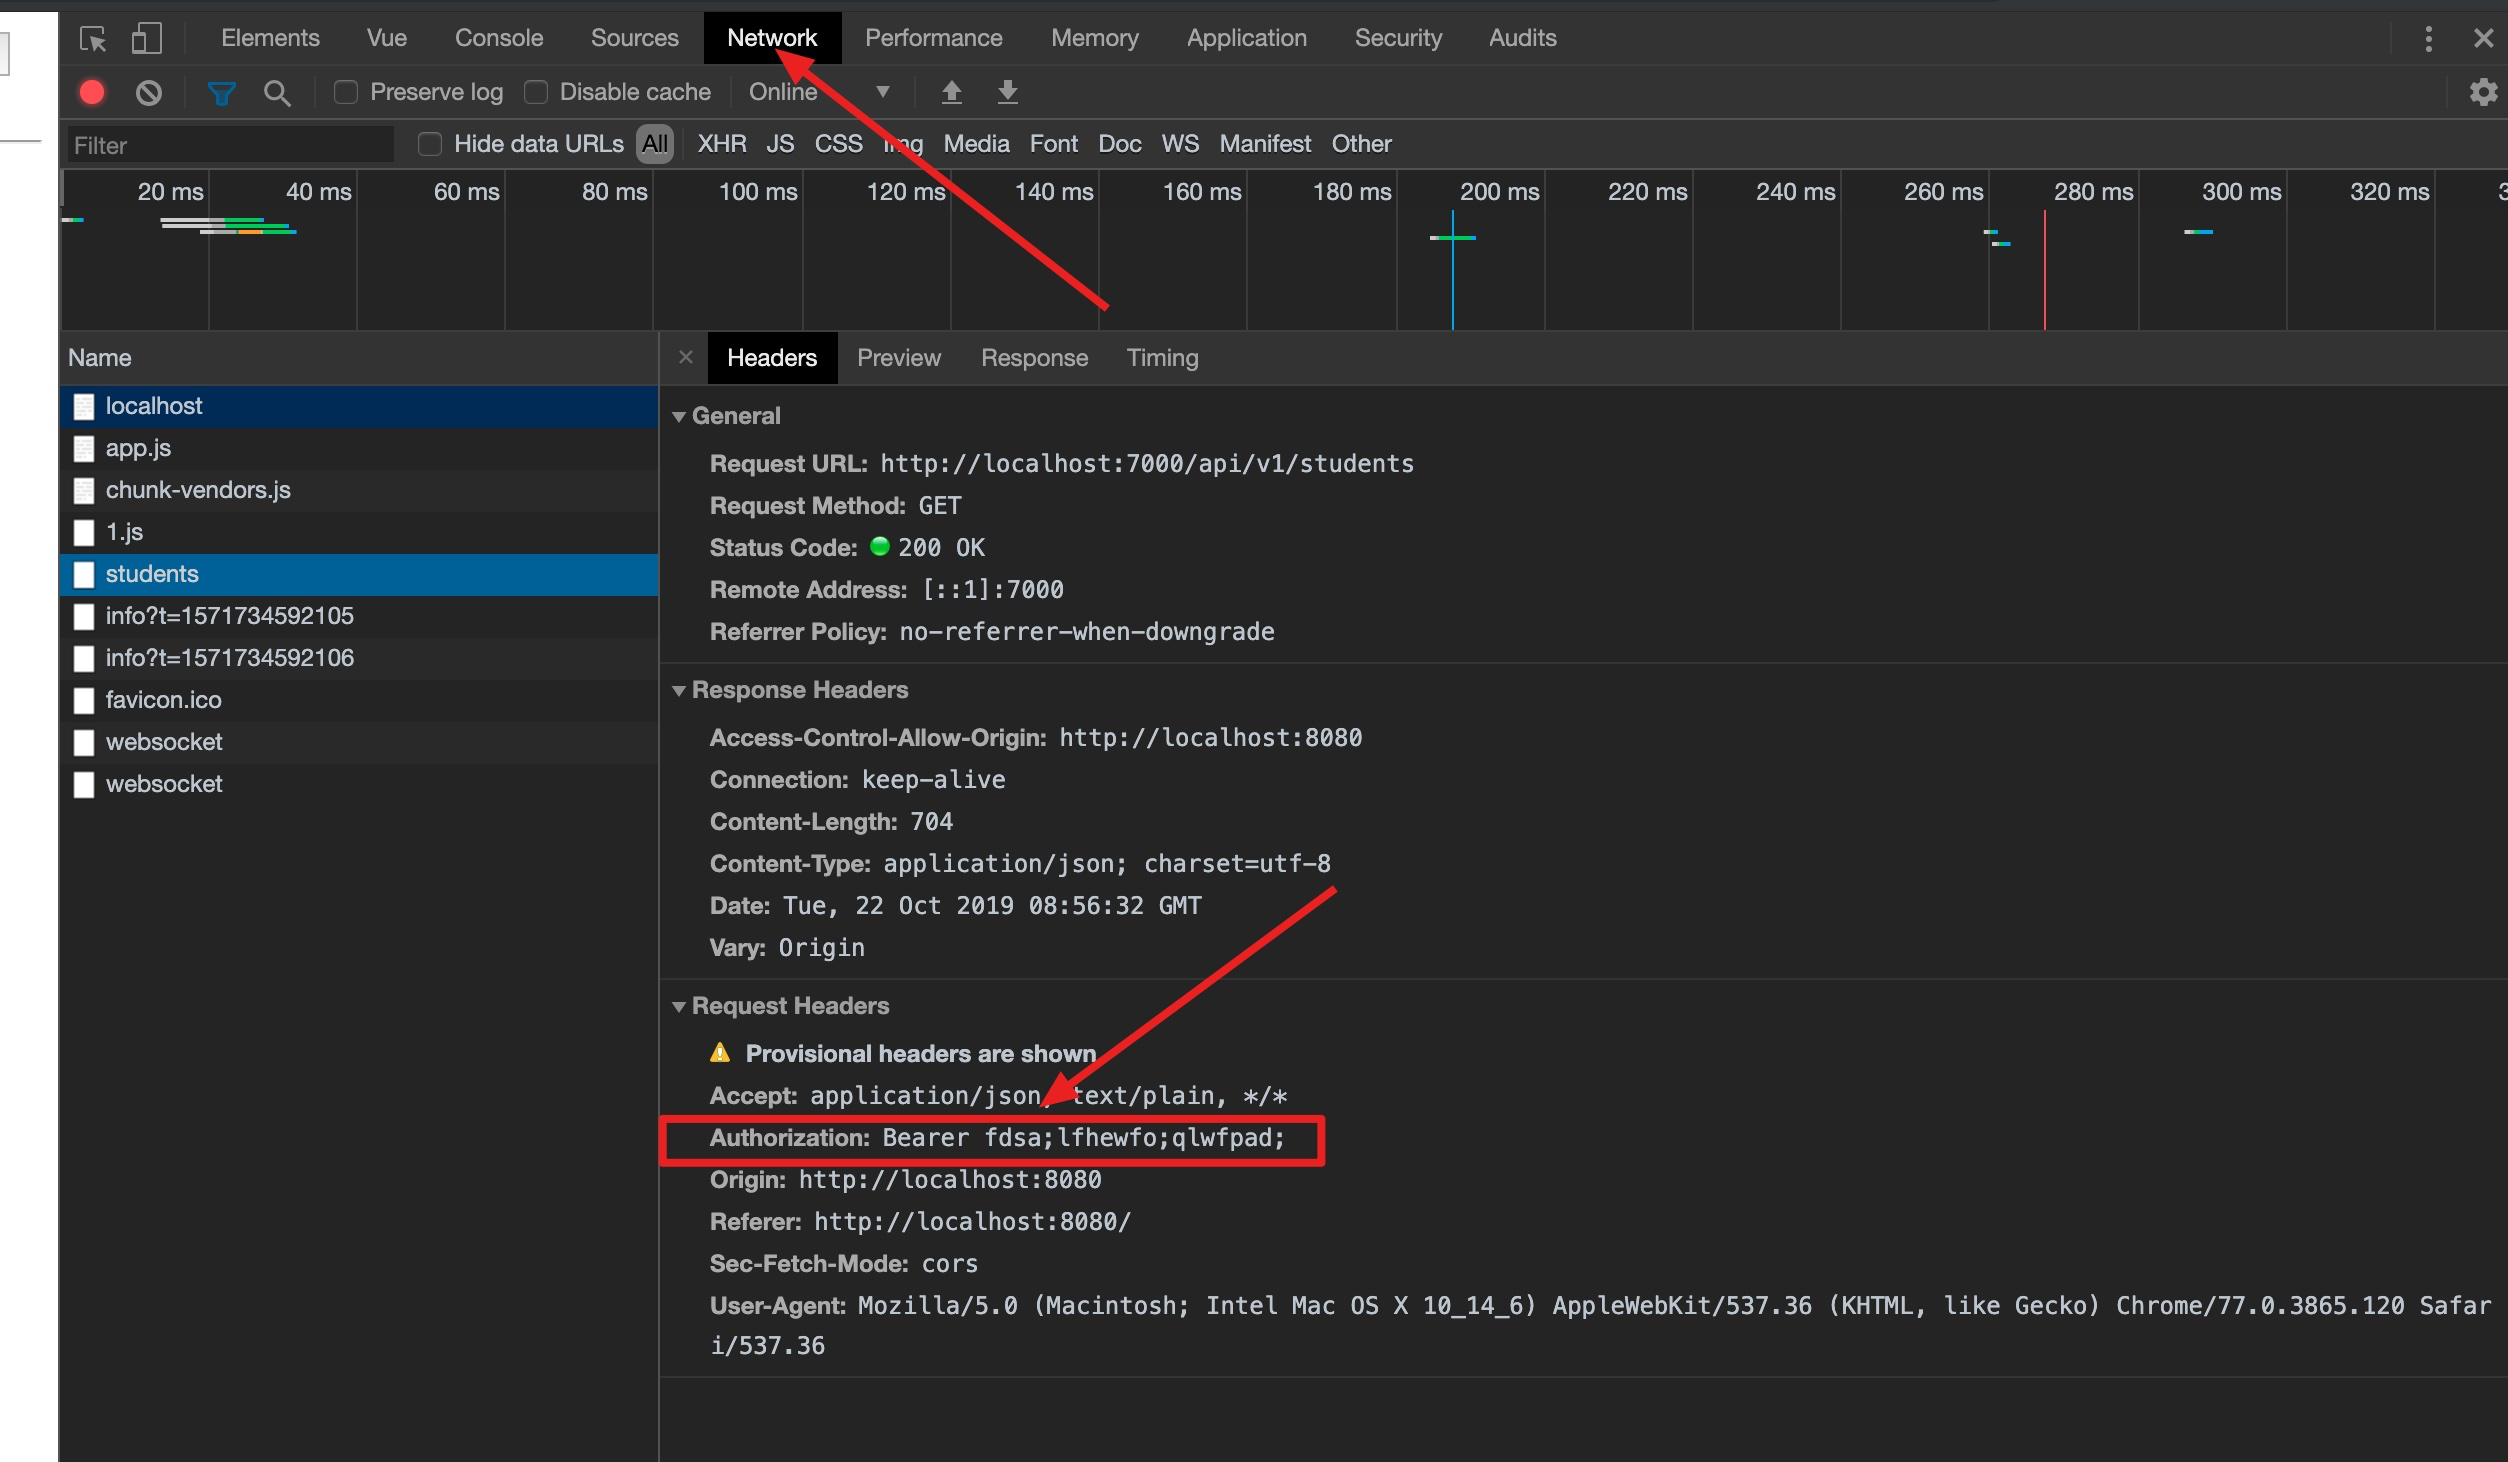 Elements Vue Console Sources Network Performance Memory Application Security Audits
Preserve log Disable cache Online
Filter Hide data URLs All XHR JS CSS Img Media Font Doc WS Manifest Other
20 ms 40 ms 60 ms 80 ms 100 ms 120 ms 140 ms 160 ms 180 ms 200 ms 220 ms 240 ms 260 ms 280 ms 300 ms 320 ms
Name
localhost
app.js
chunk-vendors.js
1.js
students
info?t=1571734592105
info?t=1571734592106
favicon.ico
websocket
websocket
Headers Preview Response Timing
General
Request URL: http://localhost:7000/api/v1/students
Request Method: GET
Status Code: 200 OK
Remote Address: [::1]:7000
Referrer Policy: no-referrer-when-downgrade
Response Headers
Access-Control-Allow-Origin: http://localhost:8080
Connection: keep-alive
Content-Length: 704
Content-Type: application/json; charset=utf-8
Date: Tue, 22 Oct 2019 08:56:32 GMT
Vary: Origin
Request Headers
Provisional headers are shown
Accept: application/json, text/plain, */*
Authorization: Bearer fdsa;lfhewfo;qlwfpad;
Origin: http://localhost:8080
Referer: http://localhost:8080/
Sec-Fetch-Mode: cors
User-Agent: Mozilla/5.0 (Macintosh; Intel Mac OS X 10_14_6) AppleWebKit/537.36 (KHTML, like Gecko) Chrome/77.0.3865.120 Safar
i/537.36